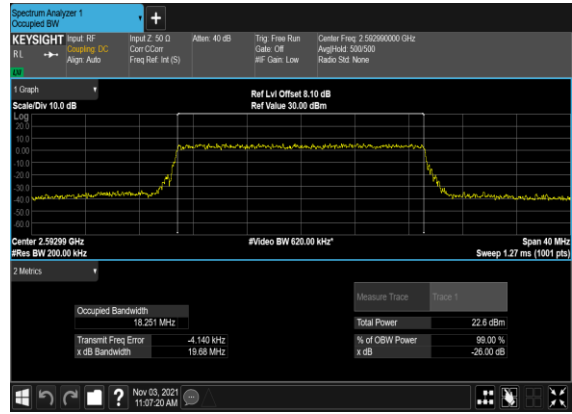 Spectrum Analyzer 1
Occupied BW
+
KEYSIGHT Input: RF Input Z: 50 Ω Atten: 40 dB Trig: Free Run Center Freq: 2.592990000 GHz
RL Coupling: DC Corr CCorr Gate: Off Avg|Hold: 500/500
Align: Auto Freq Ref: Int (S) #IF Gain: Low Radio Std: None
1 Graph Ref Lvl Offset 8.10 dB
Scale/Div 10.0 dB Ref Value 30.00 dBm
Log
20.0
10.0
0.00
-10.0
-20.0
-30.0
-40.0
-50.0
-60.0
Center 2.59299 GHz #Video BW 620.00 kHz* Span 40 MHz
#Res BW 200.00 kHz Sweep 1.27 ms (1001 pts)
2 Metrics
Measure Trace Trace 1
Occupied Bandwidth
18.251 MHz Total Power 22.6 dBm
Transmit Freq Error -4.140 kHz % of OBW Power 99.00 %
x dB Bandwidth 19.68 MHz x dB -26.00 dB
? Nov 03, 2021
11:07:20 AM